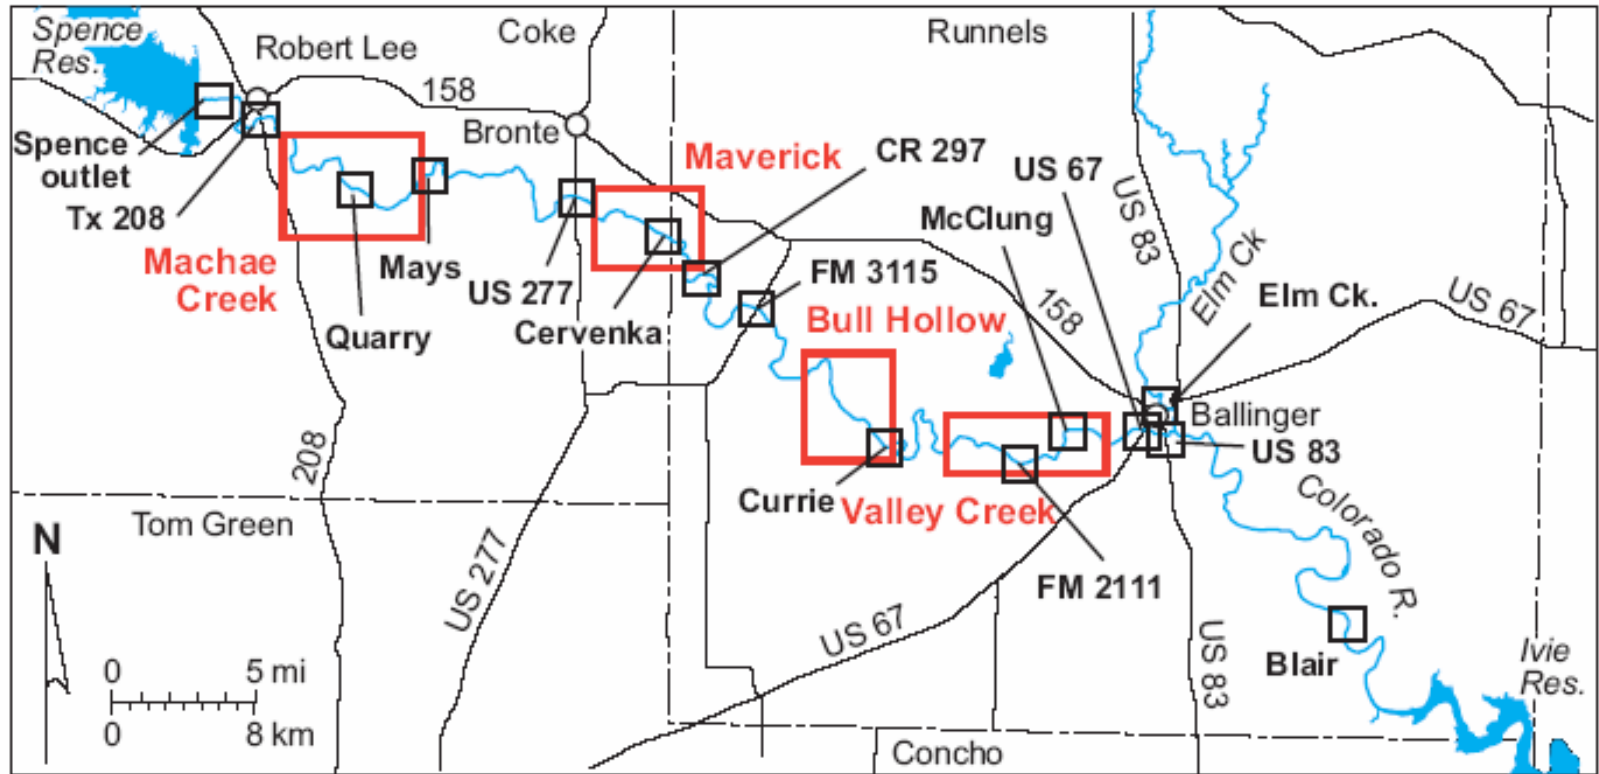 Spence
Res.
Robert Lee
Coke
Runnels
158
Bronte
Spence
outlet
Tx 208
Maverick
CR 297
US 67
McClung
US 83
Elm Ck
Machae
Creek
Mays
US 277
Quarry
Cervenka
FM 3115
Bull Hollow
158
Elm Ck.
US 67
Ballinger
US 83
208
Currie
Valley Creek
Colorado R.
Tom Green
N
US 277
FM 2111
US 67
US 83
Blair
Ivie
Res.
0 5 mi
0 8 km
Concho